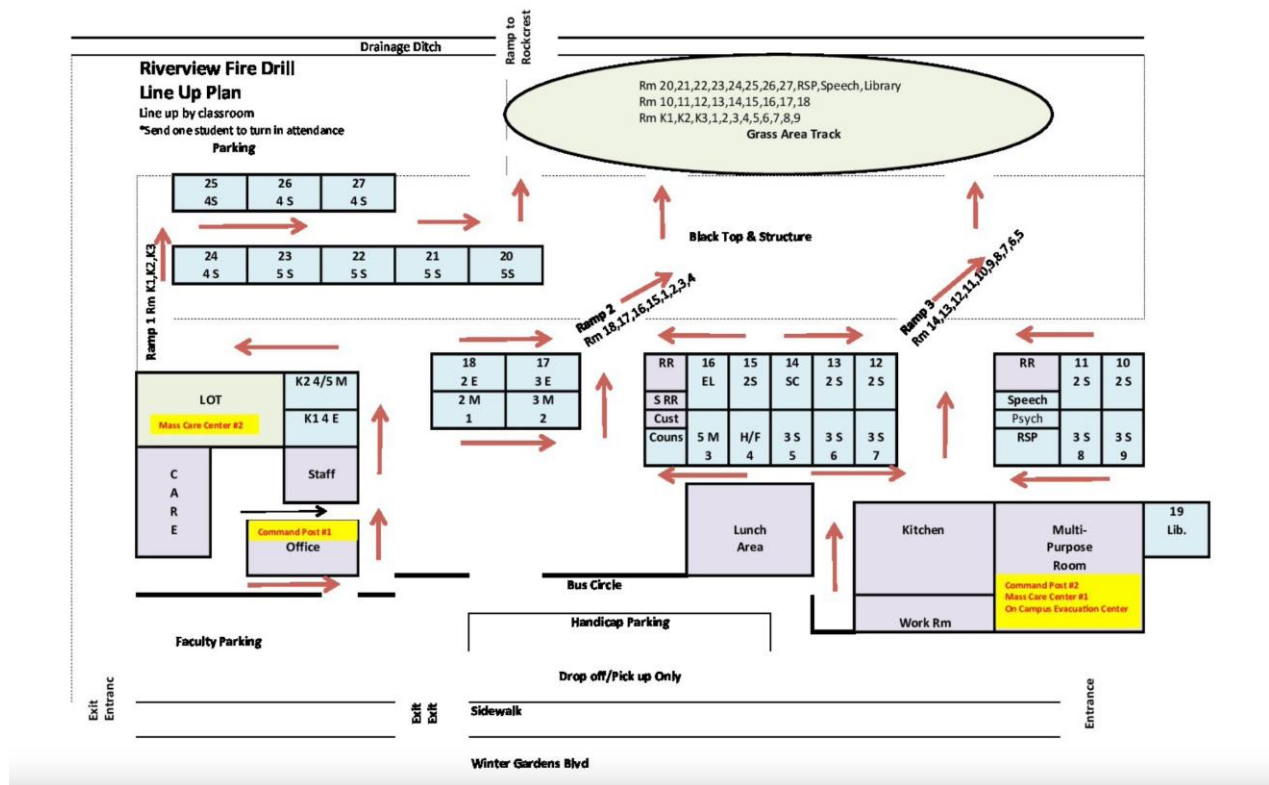 Ramp to
Rockcrest
Drainage Ditch
Riverview Fire Drill
Line Up Plan
Line up by classroom
*Send one student to turn in attendance
Parking
Rm 20,21,22,23,24,25,26,27,RSP,Speech,Library
Rm 10,11,12,13,14,15,16,17,18
Rm K1,K2,K3,1,2,3,4,5,6,7,8,9
Grass Area Track
25 26 27
4S 4 S 4 S
Black Top & Structure
24 23 22 21 20
4 S 5 S 5 S 5 S 5S
Ramp 1 Rm K1,K2,K3
Ramp 2
Rm 18,17,16,15,1,2,3,4
Ramp 3
Rm 14,13,12,11,10,9,8,7,6,5
LOT
Mass Care Center #2
K2 4/5 M
K1 4 E
C
A
R
E
Staff
Command Post #1
Office
18 17
2 E 3 E
2 M 3 M
1 2
RR 16 15 14 13 12
EL 2S SC 2 S 2 S
S RR
Cust
Couns 5 M H/F 3 S 3 S 3 S
3 4 5 6 7
RR 11 10
2 S 2 S
Speech
Psych
RSP 3 S 3 S
8 9
Lunch
Area
Kitchen
Multi-
Purpose
Room
19
Lib.
Command Post #2
Mass Care Center #1
On Campus Evacuation Center
Work Rm
Bus Circle
Handicap Parking
Faculty Parking
Drop off/Pick up Only
Exit
Entranc
Exit
Exit
Sidewalk
Entrance
Winter Gardens Blvd